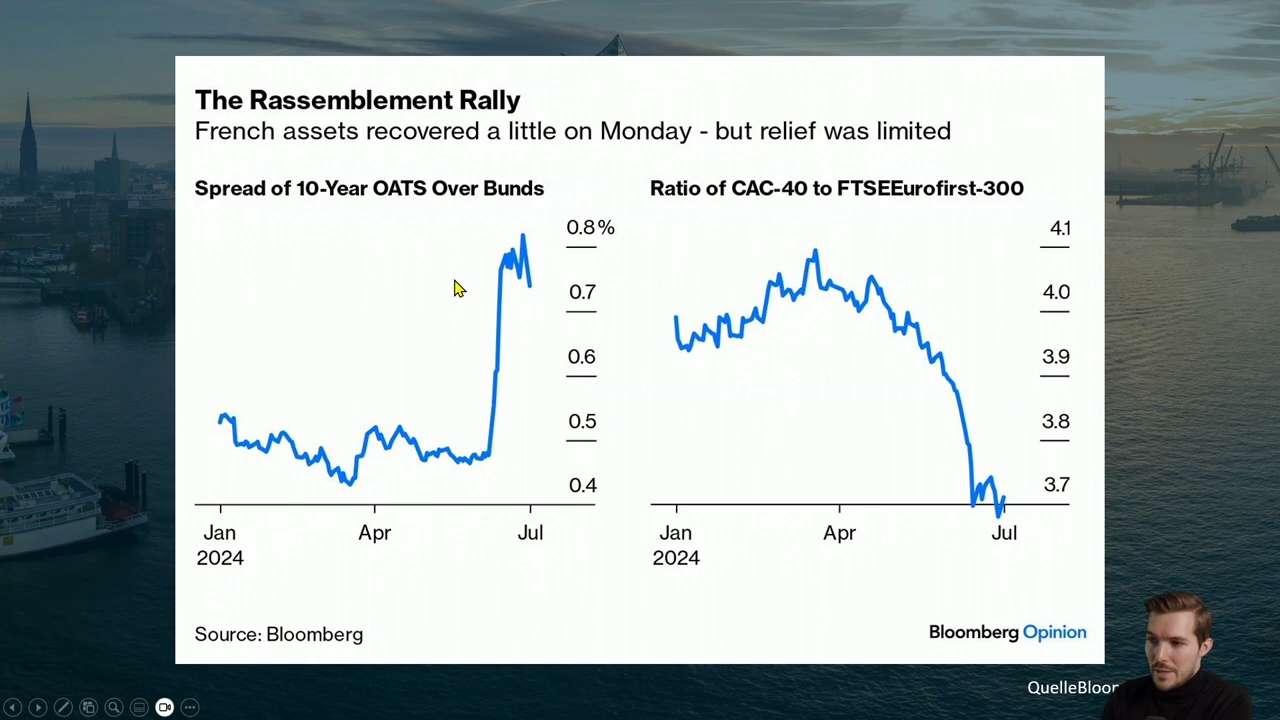 The Rassemblement Rally
French assets recovered a little on Monday - but relief was limited
Spread of 10-Year OATS Over Bunds
0.8%
0.7
0.6
0.5
0.4
Jan
Apr
Jul
2024
Ratio of CAC-40 to FTSEEurofirst-300
4.1
4.0
3.9
3.8
3.7
Jan
Apr
Jul
2024
Source: Bloomberg
Bloomberg Opinion
QuelleBloor